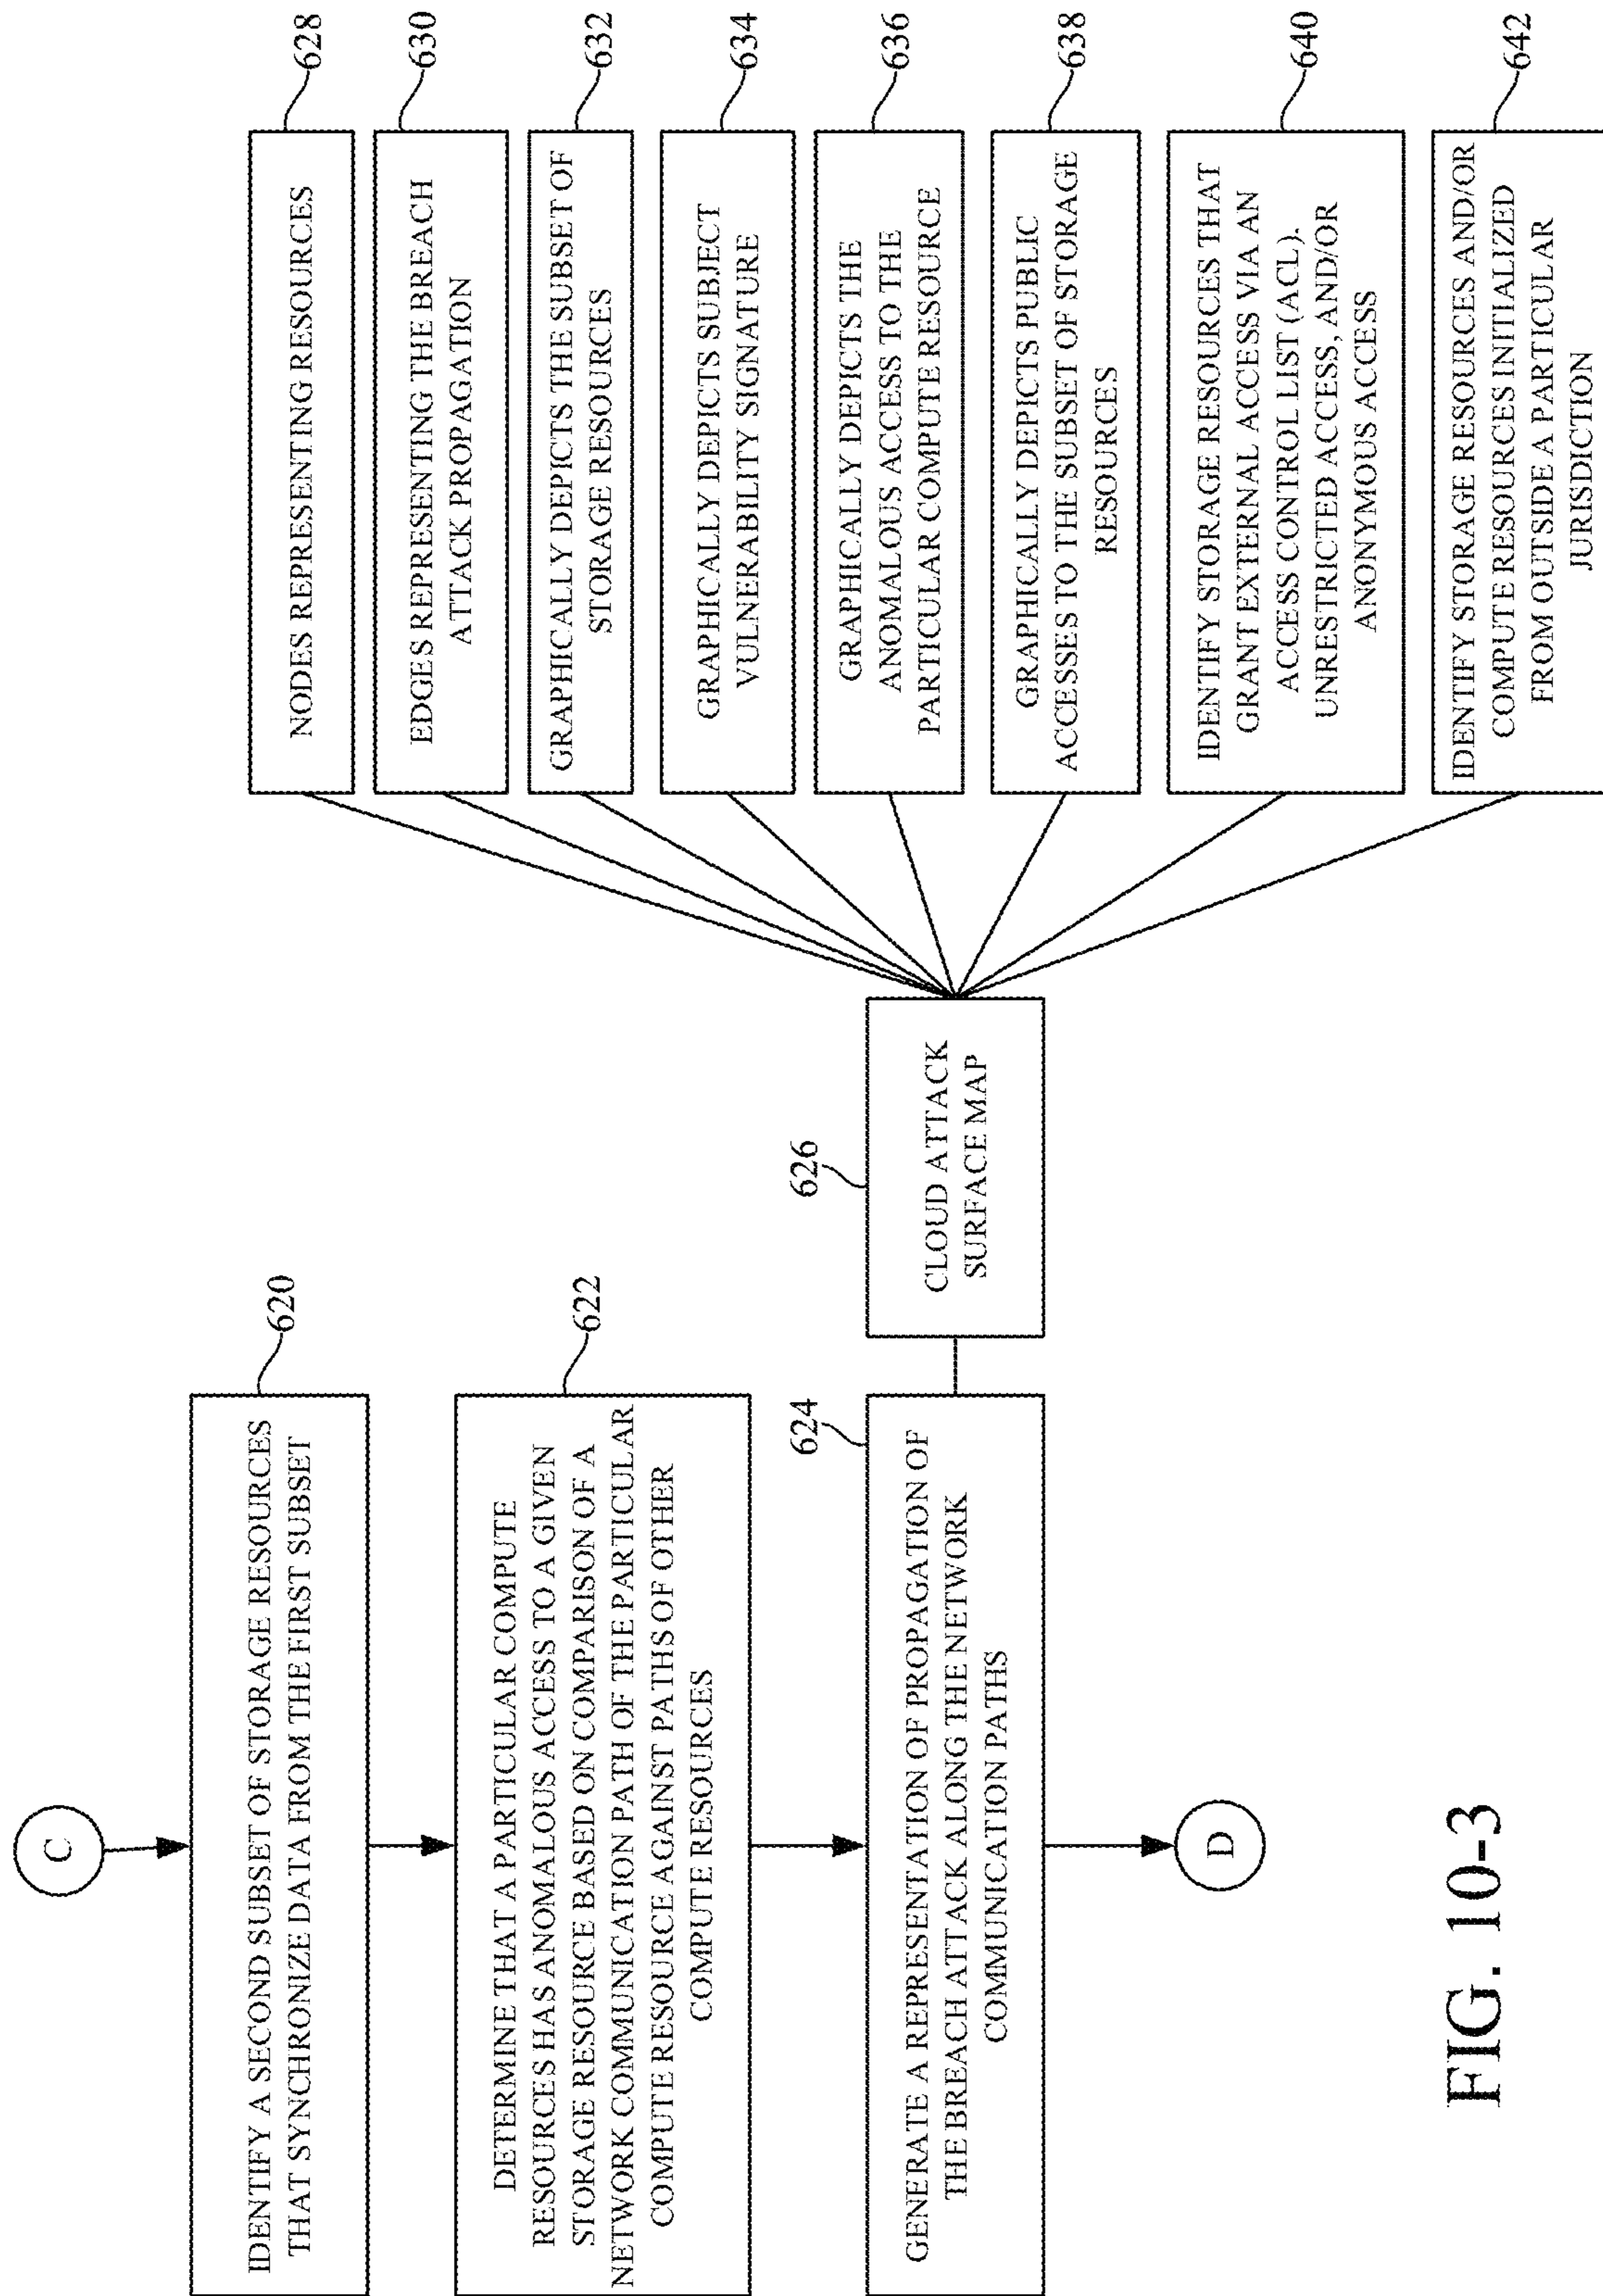 C
620
IDENTIFY A SECOND SUBSET OF STORAGE RESOURCES
THAT SYNCHRONIZE DATA FROM THE FIRST SUBSET
622
DETERMINE THAT A PARTICULAR COMPUTE
RESOURCES HAS ANOMALOUS ACCESS TO A GIVEN
STORAGE RESOURCE BASED ON COMPARISON OF A
NETWORK COMMUNICATION PATH OF THE PARTICULAR
COMPUTE RESOURCE AGAINST PATHS OF OTHER
COMPUTE RESOURCES
624
GENERATE A REPRESENTATION OF PROPAGATION OF
THE BREACH ATTACK ALONG THE NETWORK
COMMUNICATION PATHS
D
626
CLOUD ATTACK
SURFACE MAP
628
NODES REPRESENTING RESOURCES
630
EDGES REPRESENTING THE BREACH
ATTACK PROPAGATION
632
GRAPHICALLY DEPICTS THE SUBSET OF
STORAGE RESOURCES
634
GRAPHICALLY DEPICTS SUBJECT
VULNERABILITY SIGNATURE
636
GRAPHICALLY DEPICTS THE
ANOMALOUS ACCESS TO THE
PARTICULAR COMPUTE RESOURCE
638
GRAPHICALLY DEPICTS PUBLIC
ACCESSES TO THE SUBSET OF STORAGE
RESOURCES
640
IDENTIFY STORAGE RESOURCES THAT
GRANT EXTERNAL ACCESS VIA AN
ACCESS CONTROL LIST (ACL).
UNRESTRICTED ACCESS, AND/OR
ANONYMOUS ACCESS
642
IDENTIFY STORAGE RESOURCES AND/OR
COMPUTE RESOURCES INITIALIZED
FROM OUTSIDE A PARTICULAR
JURISDICTION
FIG. 10-3